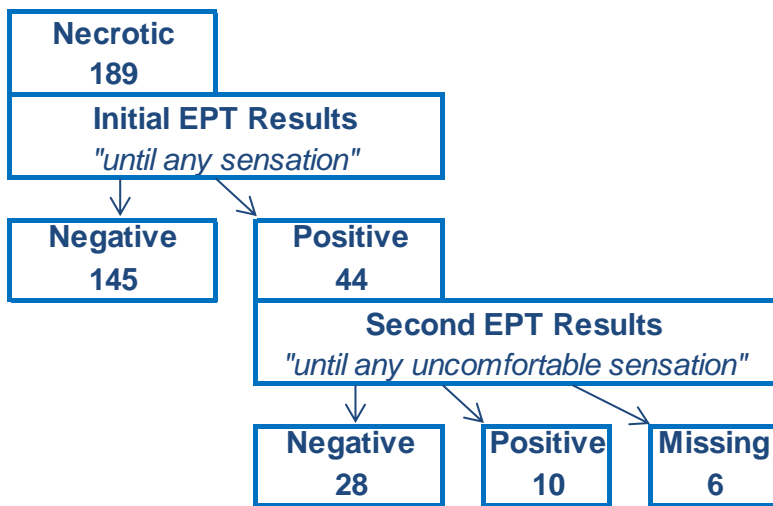 Necrotic
189
Initial EPT Results
"until any sensation"
Negative
145
Positive
44
Second EPT Results
"until any uncomfortable sensation"
Negative
28
Positive
10
Missing
6